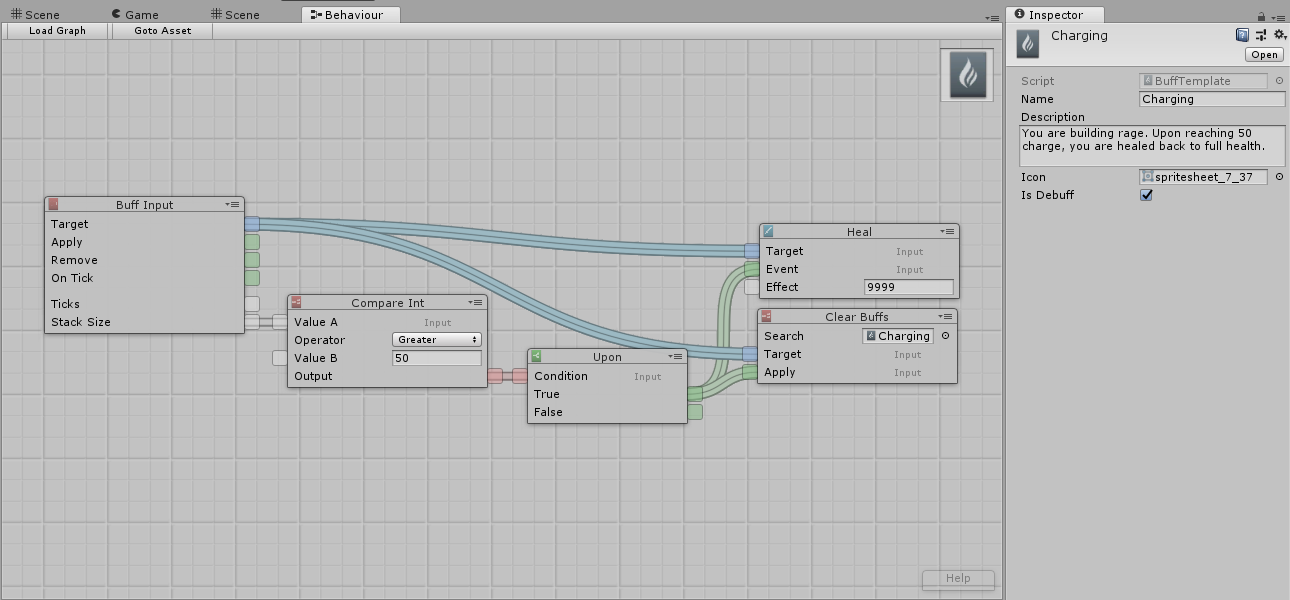 Scene
Game
Scene
Behaviour
Load Graph
Goto Asset
Buff Input
Target
Apply
Remove
On Tick
Ticks
Stack Size
Compare Int
Value A Input
Operator Greater
Value B 50
Output
Upon
Condition Input
True
False
Heal
Target Input
Event Input
Effect 9999
Clear Buffs
Search Charging
Target Input
Apply Input
Help
Inspector
Charging
Open
Script BuffTemplate
Name Charging
Description
You are building rage. Upon reaching 50
charge, you are healed back to full health.
Icon spritesheet_7_37
Is Debuff